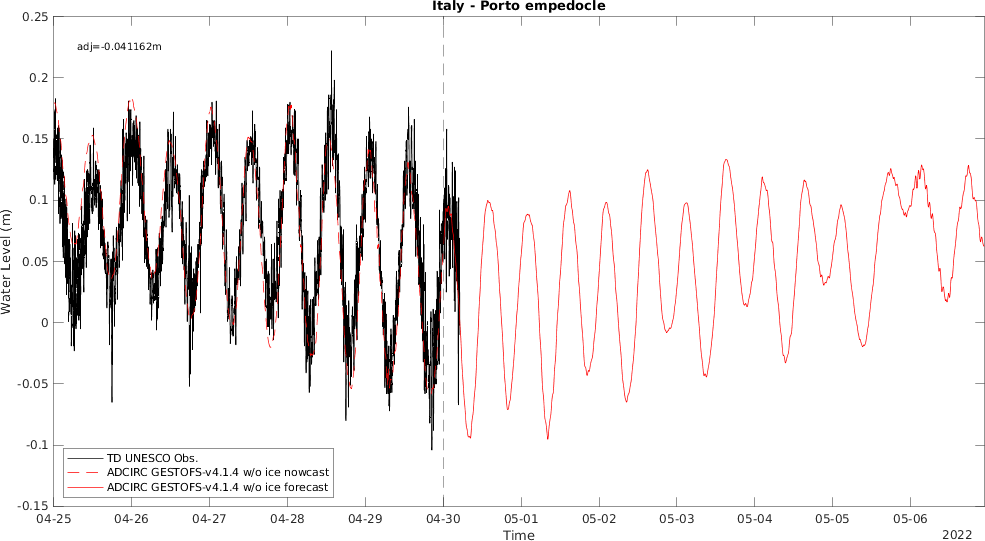 Italy - Porto empedocle
adj=-0.041162m
0.25
0.2
0.15
0.1
0.05
0
-0.05
-0.1
-0.15
Water Level (m)
TD UNESCO Obs.
ADCIRC GESTOFS-v4.1.4 w/o ice nowcast
ADCIRC GESTOFS-v4.1.4 w/o ice forecast
04-25 04-26 04-27 04-28 04-29 04-30 05-01 05-02 05-03 05-04 05-05 05-06
Time
2022